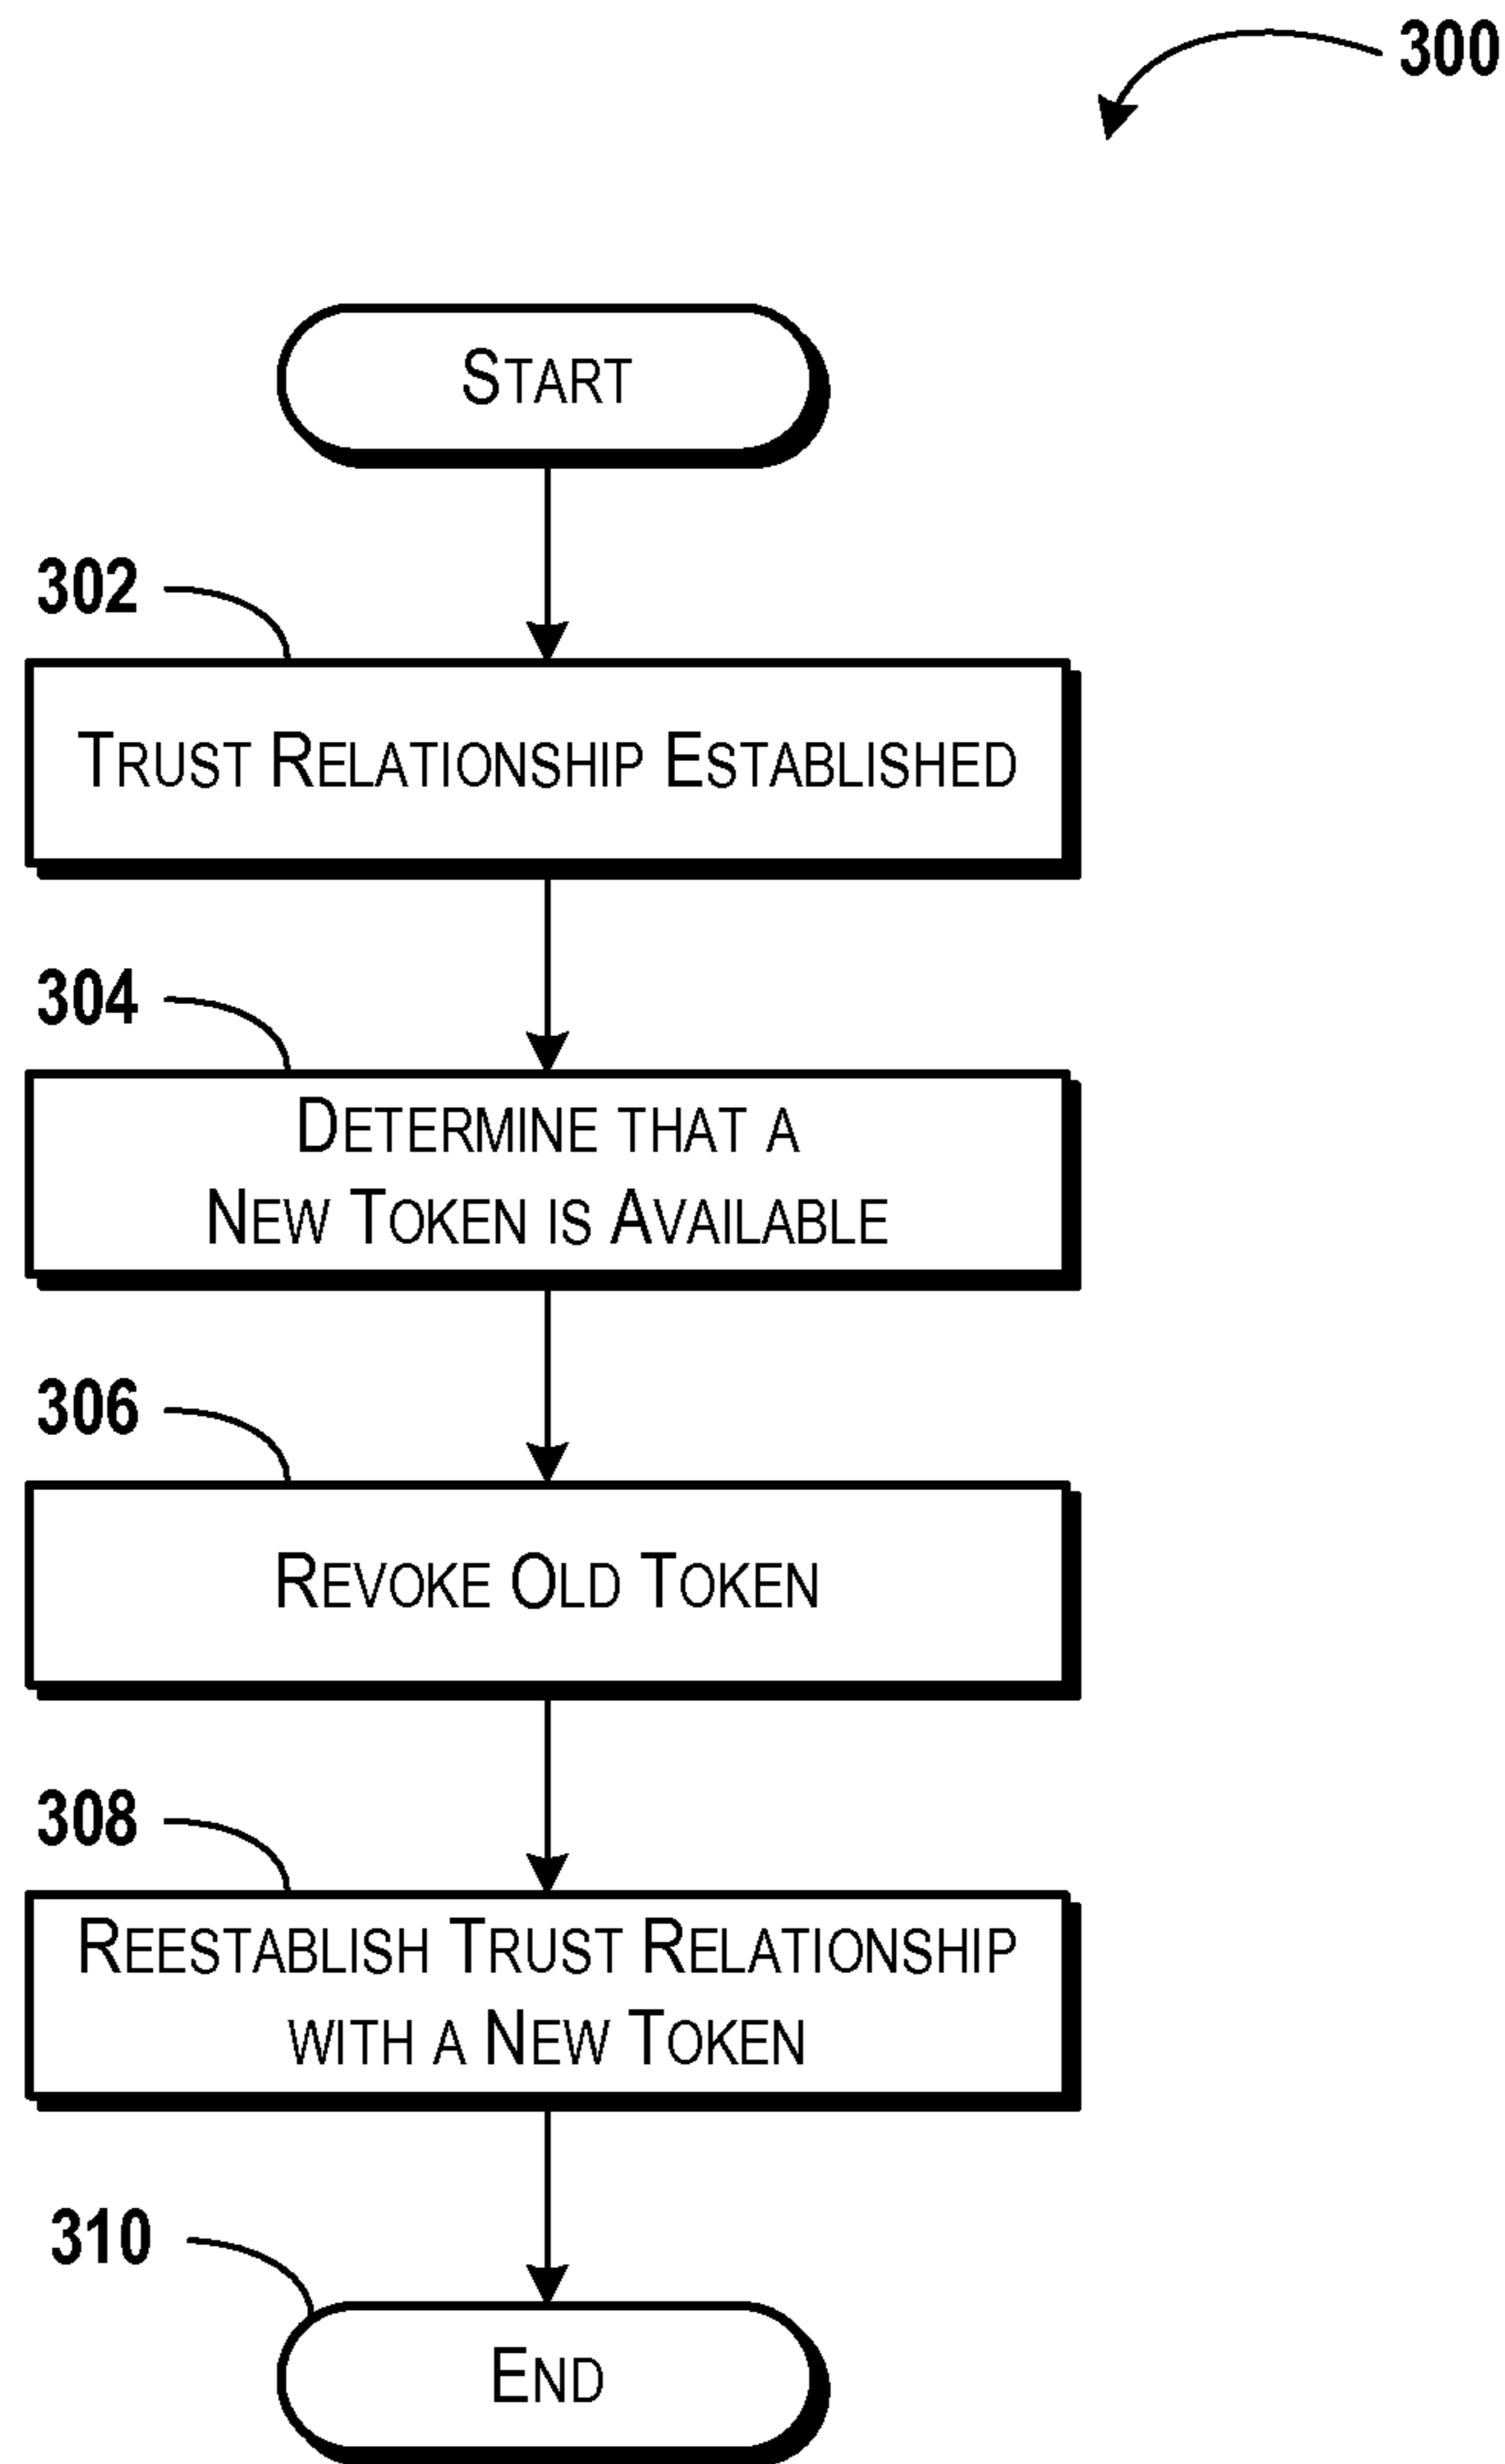 300
START
302
TRUST RELATIONSHIP ESTABLISHED
304
DETERMINE THAT A
NEW TOKEN IS AVAILABLE
306
REVOKE OLD TOKEN
308
REESTABLISH TRUST RELATIONSHIP
WITH A NEW TOKEN
310
END